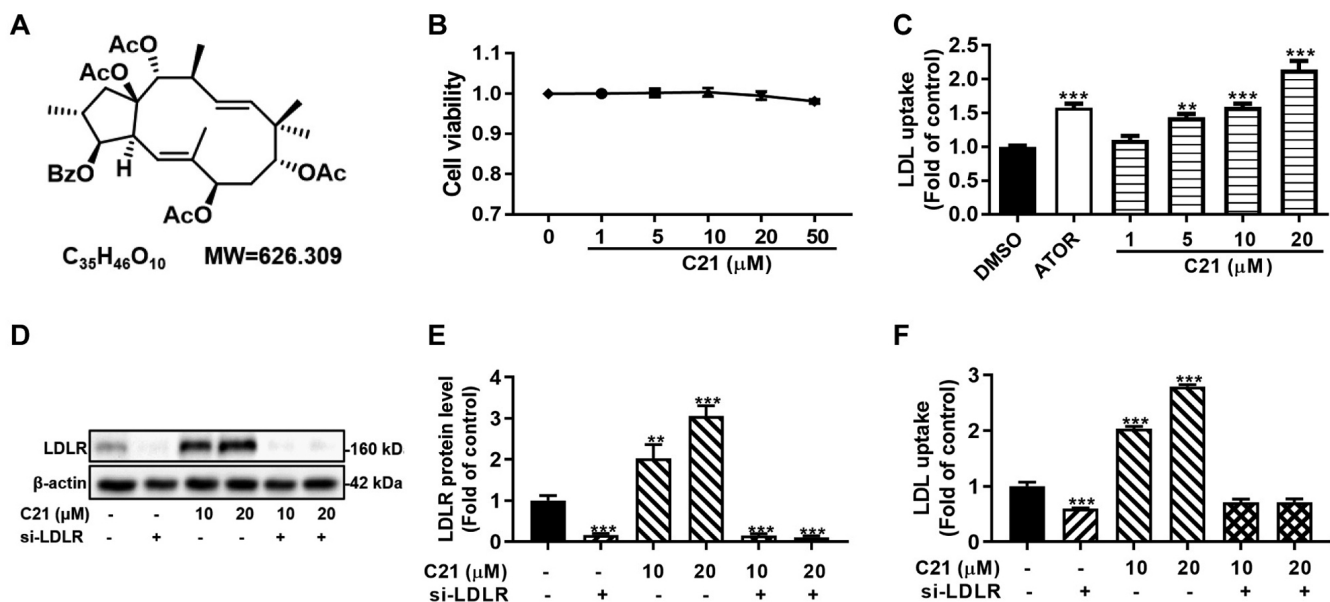 A
AcO
AcO
AcO
BzO
H
OAc
AcO
C35H46O10 MW=626.309
B
Cell viability
1.1
1.0
0.9
0.8
0.7
0 1 5 10 20 50
C21 (μM)
C
LDL uptake
(Fold of control)
2.5
2.0
1.5
1.0
0.5
0.0
*** ** *** ***
DMSO ATOR 1 5 10 20
C21 (μM)
D
LDLR -160 kD
β-actin -42 kDa
C21 (μM) - - 10 20 10 20
si-LDLR - + - - + +
E
LDLR protein level
(Fold of control)
4
3
2
1
0
*** ** *** *** ***
C21 (μM) - - 10 20 10 20
si-LDLR - + - - + +
F
LDL uptake
(Fold of control)
3
2
1
0
*** *** ***
C21 (μM) - - 10 20 10 20
si-LDLR - + - - + +